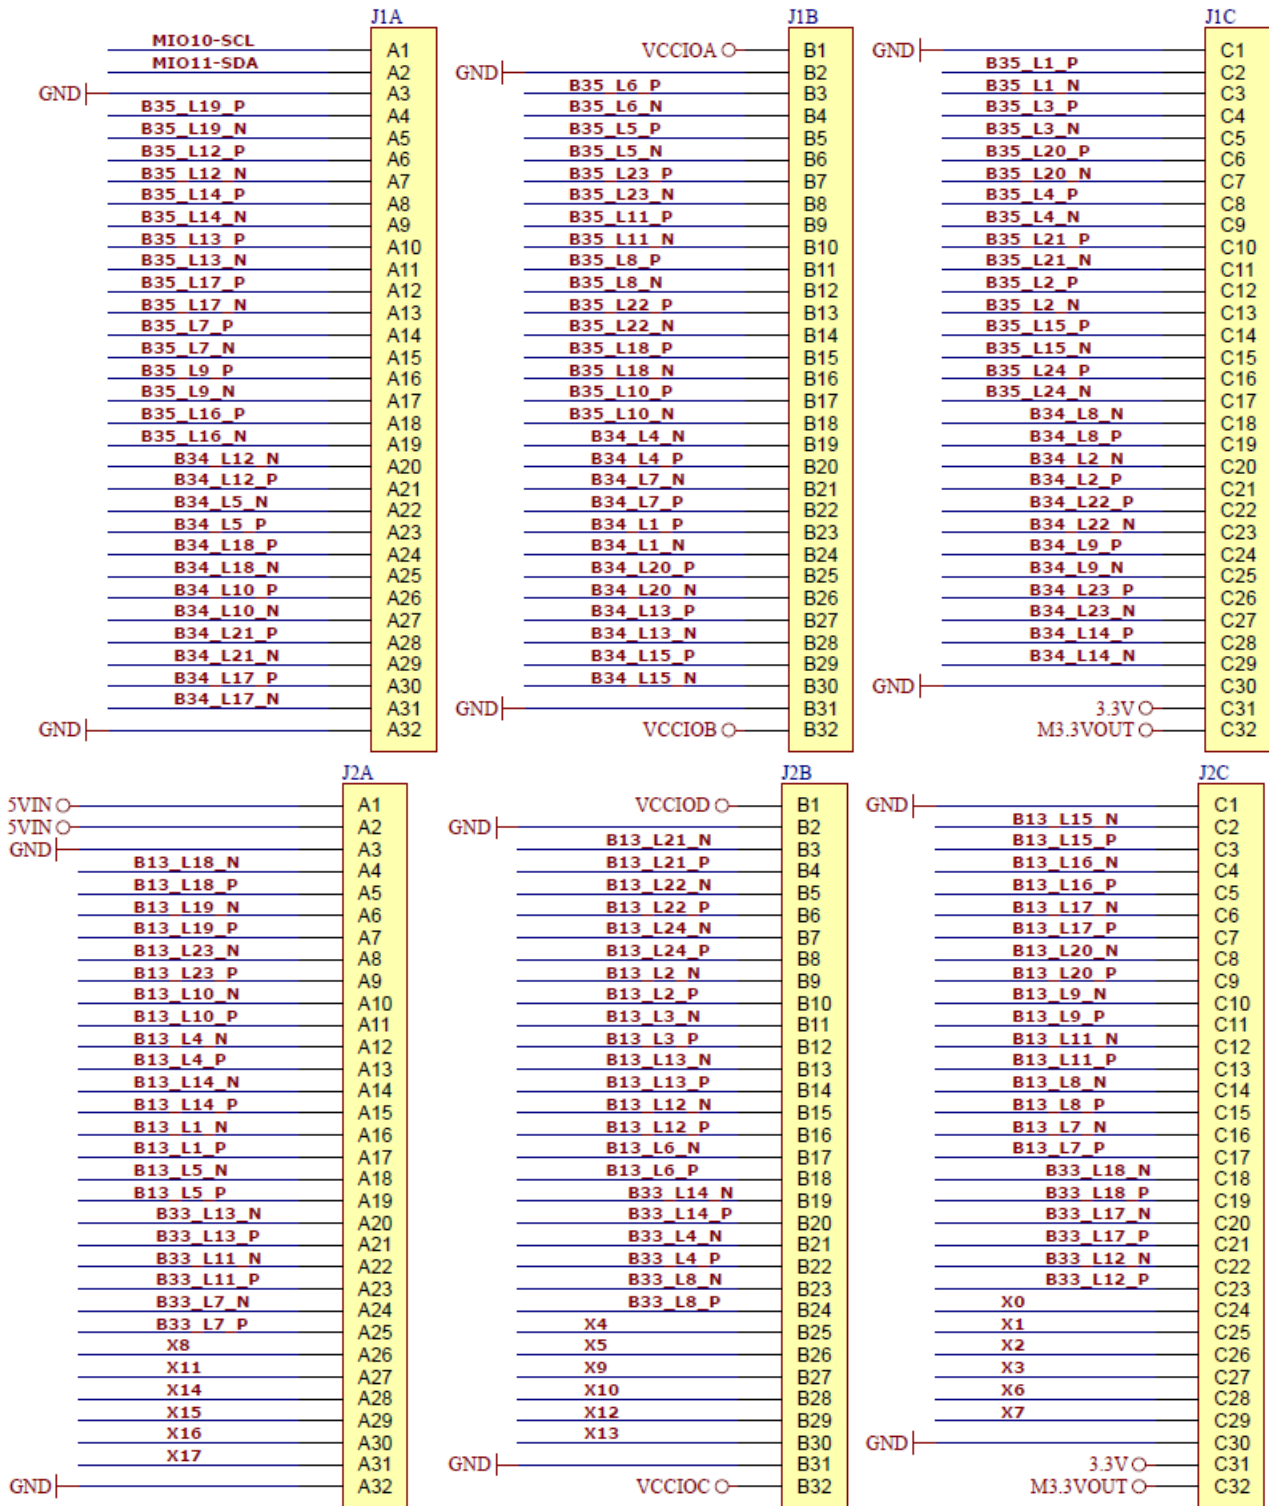 J1A
MIO10-SCL A1
MIO11-SDA A2
GND A3
B35_L19_P A4
B35_L19_N A5
B35_L12_P A6
B35_L12_N A7
B35_L14_P A8
B35_L14_N A9
B35_L13_P A10
B35_L13_N A11
B35_L17_P A12
B35_L17_N A13
B35_L7_P A14
B35_L7_N A15
B35_L9_P A16
B35_L9_N A17
B35_L16_P A18
B35_L16_N A19
B34_L12_N A20
B34_L12_P A21
B34_L5_N A22
B34_L5_P A23
B34_L18_P A24
B34_L18_N A25
B34_L10_P A26
B34_L10_N A27
B34_L21_P A28
B34_L21_N A29
B34_L17_P A30
B34_L17_N A31
GND A32
J1B
VCCIOA B1
GND B2
B35_L6_P B3
B35_L6_N B4
B35_L5_P B5
B35_L5_N B6
B35_L23_P B7
B35_L23_N B8
B35_L11_P B9
B35_L11_N B10
B35_L8_P B11
B35_L8_N B12
B35_L22_P B13
B35_L22_N B14
B35_L18_P B15
B35_L18_N B16
B35_L10_P B17
B35_L10_N B18
B34_L4_N B19
B34_L4_P B20
B34_L7_N B21
B34_L7_P B22
B34_L1_P B23
B34_L1_N B24
B34_L20_P B25
B34_L20_N B26
B34_L13_P B27
B34_L13_N B28
B34_L15_P B29
B34_L15_N B30
GND B31
VCCIOB B32
J1C
GND C1
B35_L1_P C2
B35_L1_N C3
B35_L3_P C4
B35_L3_N C5
B35_L20_P C6
B35_L20_N C7
B35_L4_P C8
B35_L4_N C9
B35_L21_P C10
B35_L21_N C11
B35_L2_P C12
B35_L2_N C13
B35_L15_P C14
B35_L15_N C15
B35_L24_P C16
B35_L24_N C17
B34_L8_N C18
B34_L8_P C19
B34_L2_N C20
B34_L2_P C21
B34_L22_P C22
B34_L22_N C23
B34_L9_P C24
B34_L9_N C25
B34_L23_P C26
B34_L23_N C27
B34_L14_P C28
B34_L14_N C29
GND C30
3.3V C31
M3.3VOUT C32
J2A
5VIN A1
5VIN A2
GND A3
B13_L18_N A4
B13_L18_P A5
B13_L19_N A6
B13_L19_P A7
B13_L23_N A8
B13_L23_P A9
B13_L10_N A10
B13_L10_P A11
B13_L4_N A12
B13_L4_P A13
B13_L14_N A14
B13_L14_P A15
B13_L1_N A16
B13_L1_P A17
B13_L5_N A18
B13_L5_P A19
B33_L13_N A20
B33_L13_P A21
B33_L11_N A22
B33_L11_P A23
B33_L7_N A24
B33_L7_P A25
X8 A26
X11 A27
X14 A28
X15 A29
X16 A30
X17 A31
GND A32
J2B
VCCIOD B1
GND B2
B13_L21_N B3
B13_L21_P B4
B13_L22_N B5
B13_L22_P B6
B13_L24_N B7
B13_L24_P B8
B13_L2_N B9
B13_L2_P B10
B13_L3_N B11
B13_L3_P B12
B13_L13_N B13
B13_L13_P B14
B13_L12_N B15
B13_L12_P B16
B13_L6_N B17
B13_L6_P B18
B33_L14_N B19
B33_L14_P B20
B33_L4_N B21
B33_L4_P B22
B33_L8_N B23
B33_L8_P B24
X4 B25
X5 B26
X9 B27
X10 B28
X12 B29
X13 B30
GND B31
VCCIOC B32
J2C
GND C1
B13_L15_N C2
B13_L15_P C3
B13_L16_N C4
B13_L16_P C5
B13_L17_N C6
B13_L17_P C7
B13_L20_N C8
B13_L20_P C9
B13_L9_N C10
B13_L9_P C11
B13_L11_N C12
B13_L11_P C13
B13_L8_N C14
B13_L8_P C15
B13_L7_N C16
B13_L7_P C17
B33_L18_N C18
B33_L18_P C19
B33_L17_N C20
B33_L17_P C21
B33_L12_N C22
B33_L12_P C23
X0 C24
X1 C25
X2 C26
X3 C27
X6 C28
X7 C29
GND C30
3.3V C31
M3.3VOUT C32